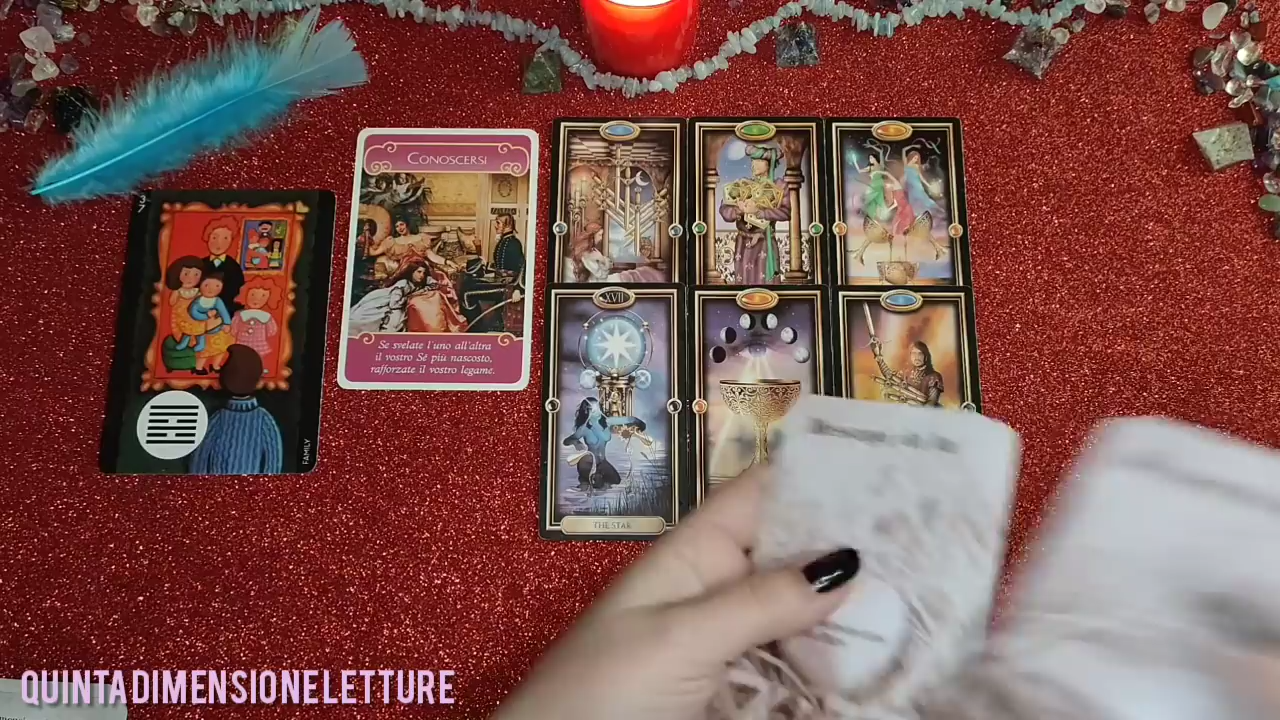 CONOSCERSI
Se svelate l'uno all'altra
il vostro Sé più nascosto,
rafforzate il vostro legame.
XVII
THE STAR
37
FAMILY
QUINTADIMENSIONELETTURE